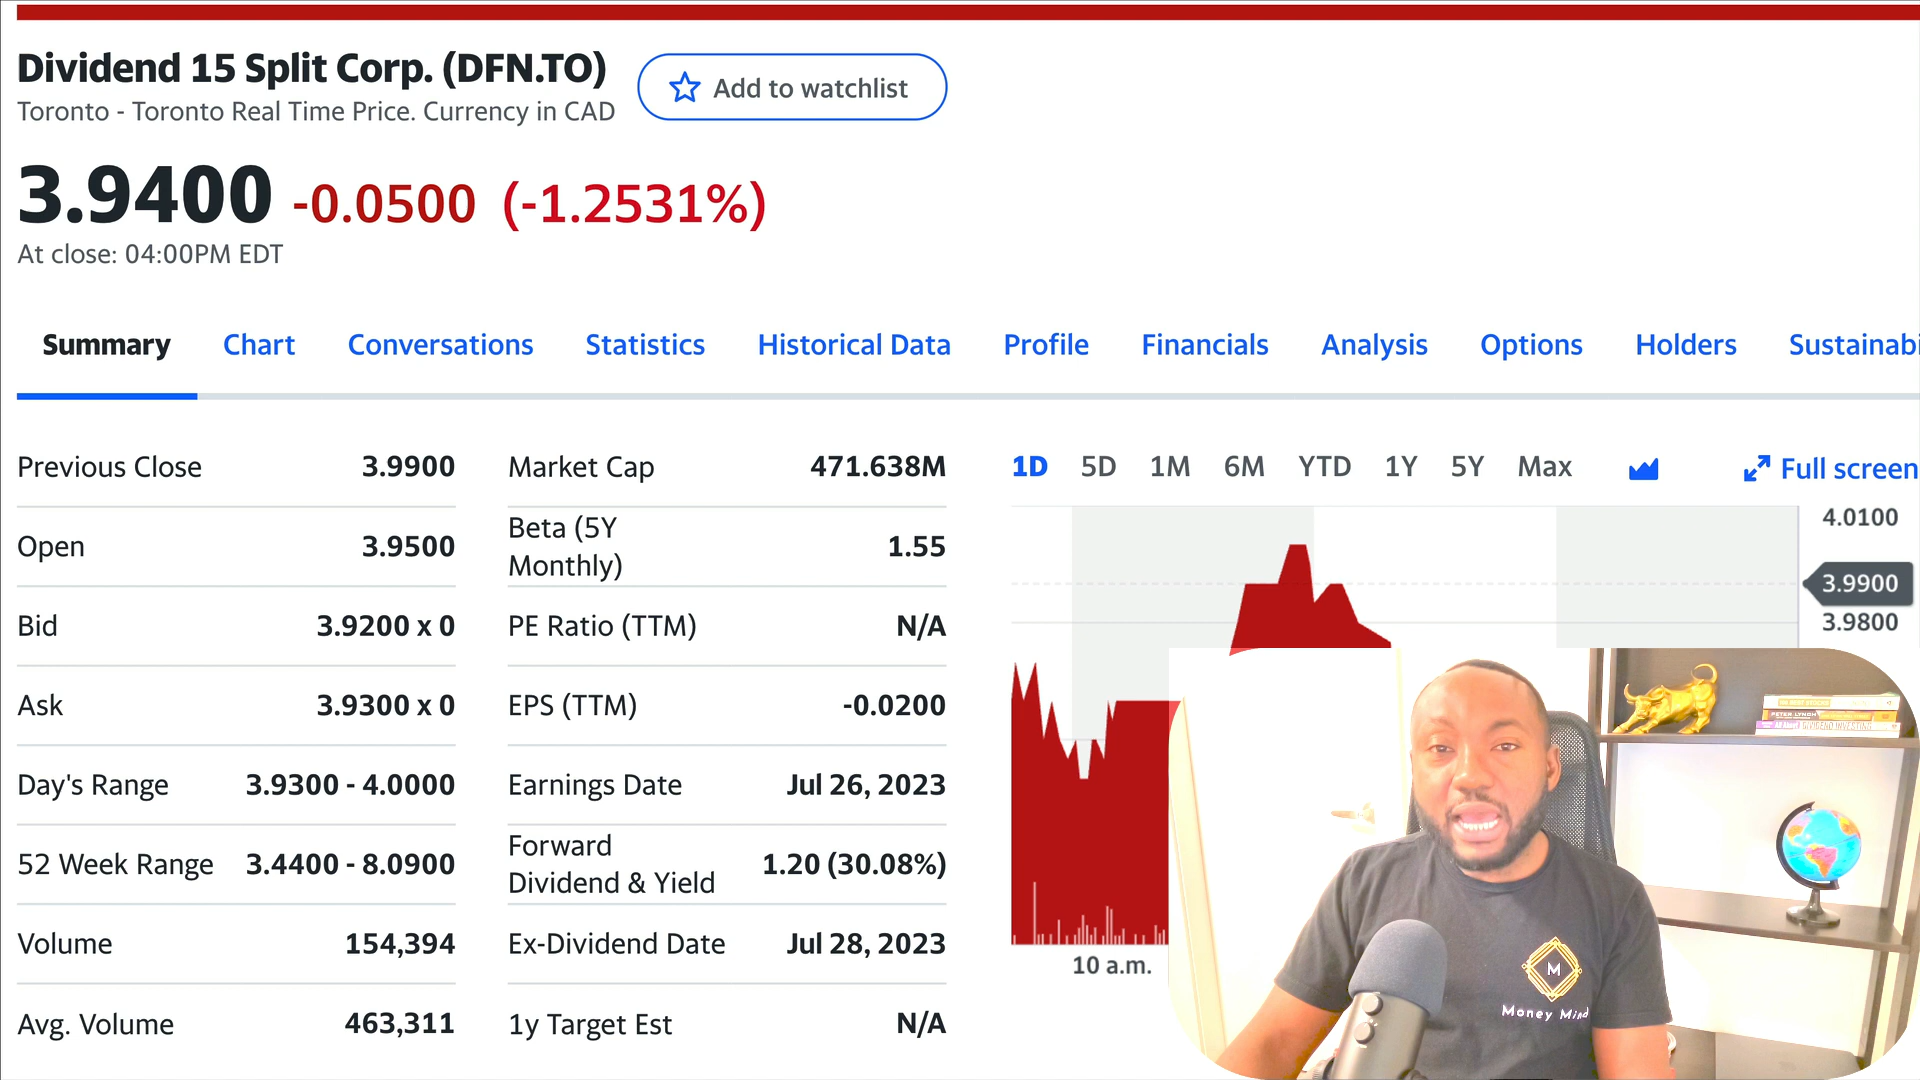 Dividend 15 Split Corp. (DFN.TO)
Add to watchlist
Toronto - Toronto Real Time Price. Currency in CAD
3.9400 -0.0500 (-1.2531%)
At close: 04:00PM EDT
Summary Chart Conversations Statistics Historical Data Profile Financials Analysis Options Holders Sustainabi
Previous Close 3.9900
Open 3.9500
Bid 3.9200 x 0
Ask 3.9300 x 0
Day's Range 3.9300 - 4.0000
52 Week Range 3.4400 - 8.0900
Volume 154,394
Avg. Volume 463,311
Market Cap 471.638M
Beta (5Y
Monthly) 1.55
PE Ratio (TTM) N/A
EPS (TTM) -0.0200
Earnings Date Jul 26, 2023
Forward
Dividend & Yield 1.20 (30.08%)
Ex-Dividend Date Jul 28, 2023
1y Target Est N/A
1D 5D 1M 6M YTD 1Y 5Y Max Full screen
4.0100
3.9900
3.9800
10 a.m.
PETER LYNCH
DIVIDEND INVESTING
M
Money Mind